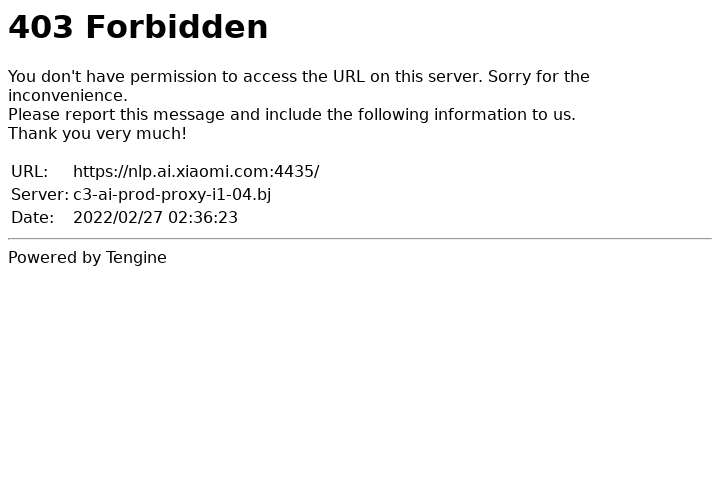 403 Forbidden
You don't have permission to access the URL on this server. Sorry for the
inconvenience.
Please report this message and include the following information to us.
Thank you very much!
URL: https://nlp.ai.xiaomi.com:4435/
Server: c3-ai-prod-proxy-i1-04.bj
Date: 2022/02/27 02:36:23
Powered by Tengine